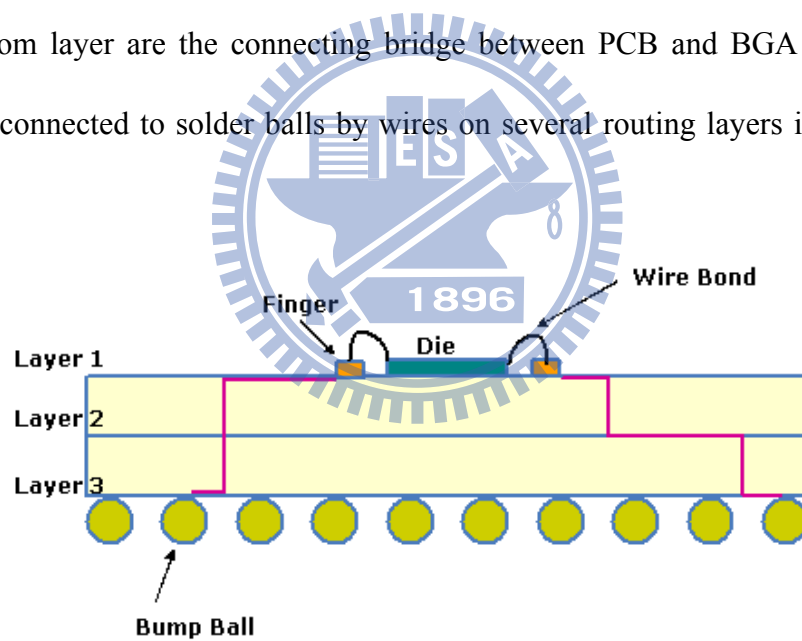 om layer are the connecting bridge between PCB and BGA
connected to solder balls by wires on several routing layers i
ESA
1896
Wire Bond
Finger
Die
Layer 1
Layer 2
Layer 3
Bump Ball